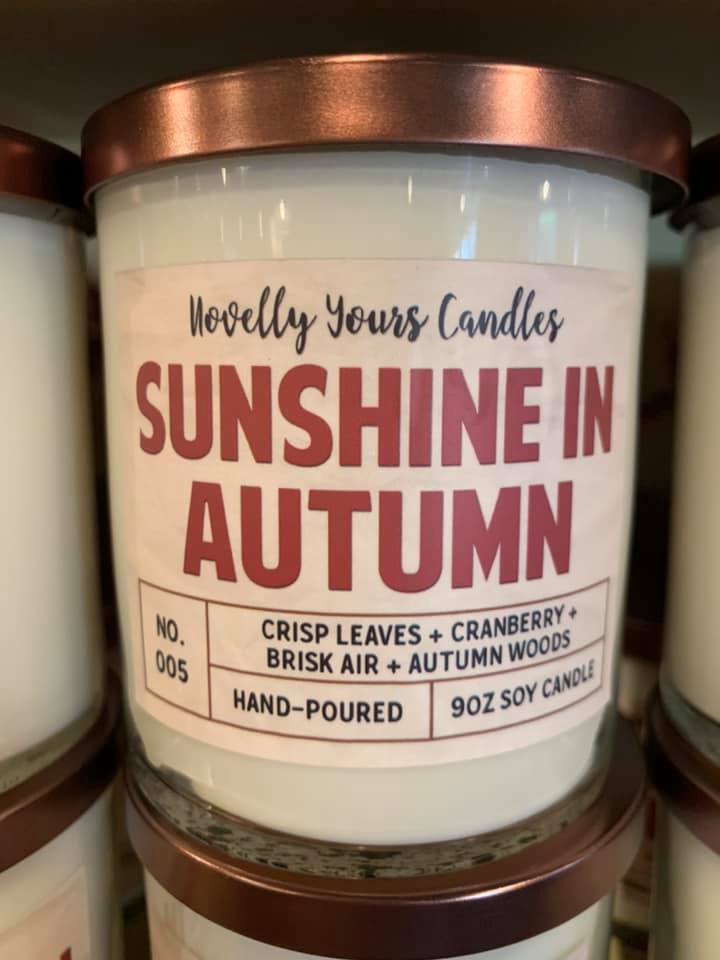 Novelly Yours Candles
SUNSHINE IN
AUTUMN
NO.
005
CRISP LEAVES + CRANBERRY +
BRISK AIR + AUTUMN WOODS
HAND-POURED
9OZ SOY CANDLE